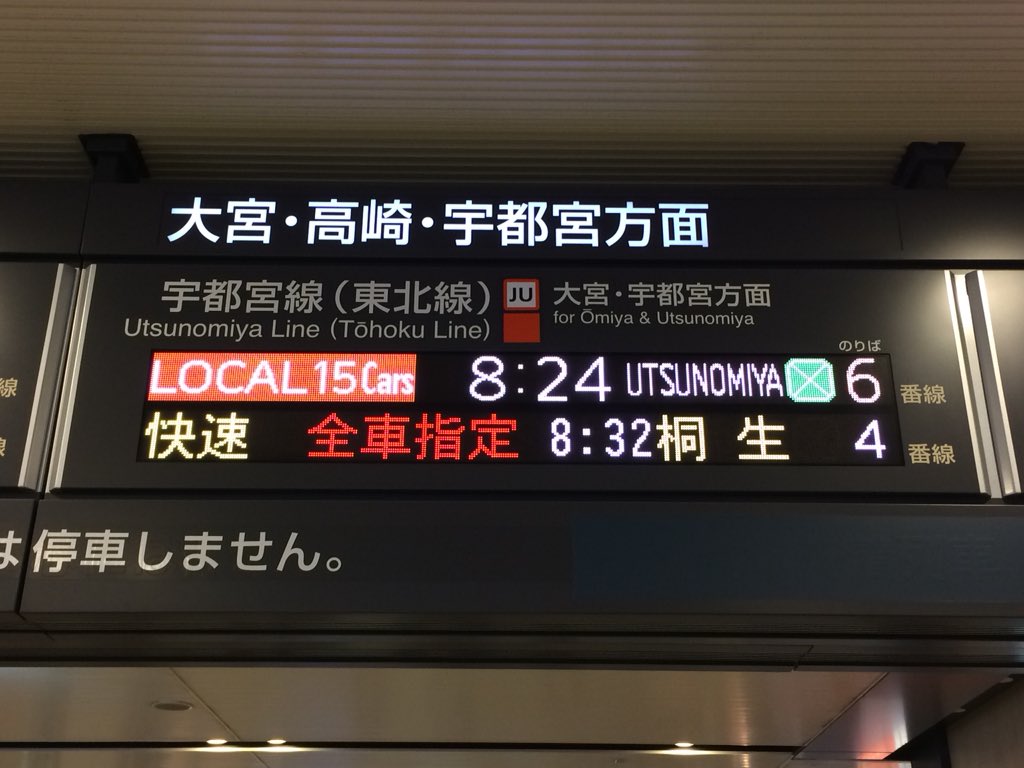 大宮・高崎・宇都宮方面
宇都宮線（東北線） JU 大宮・宇都宮方面
Utsunomiya Line (Tōhoku Line) for Ōmiya & Utsunomiya
のりば
LOCAL 15Cars 8:24 UTSUNOMIYA 6 番線
快速 全車指定 8:32 桐生 4 番線
線
線
は停車しません。